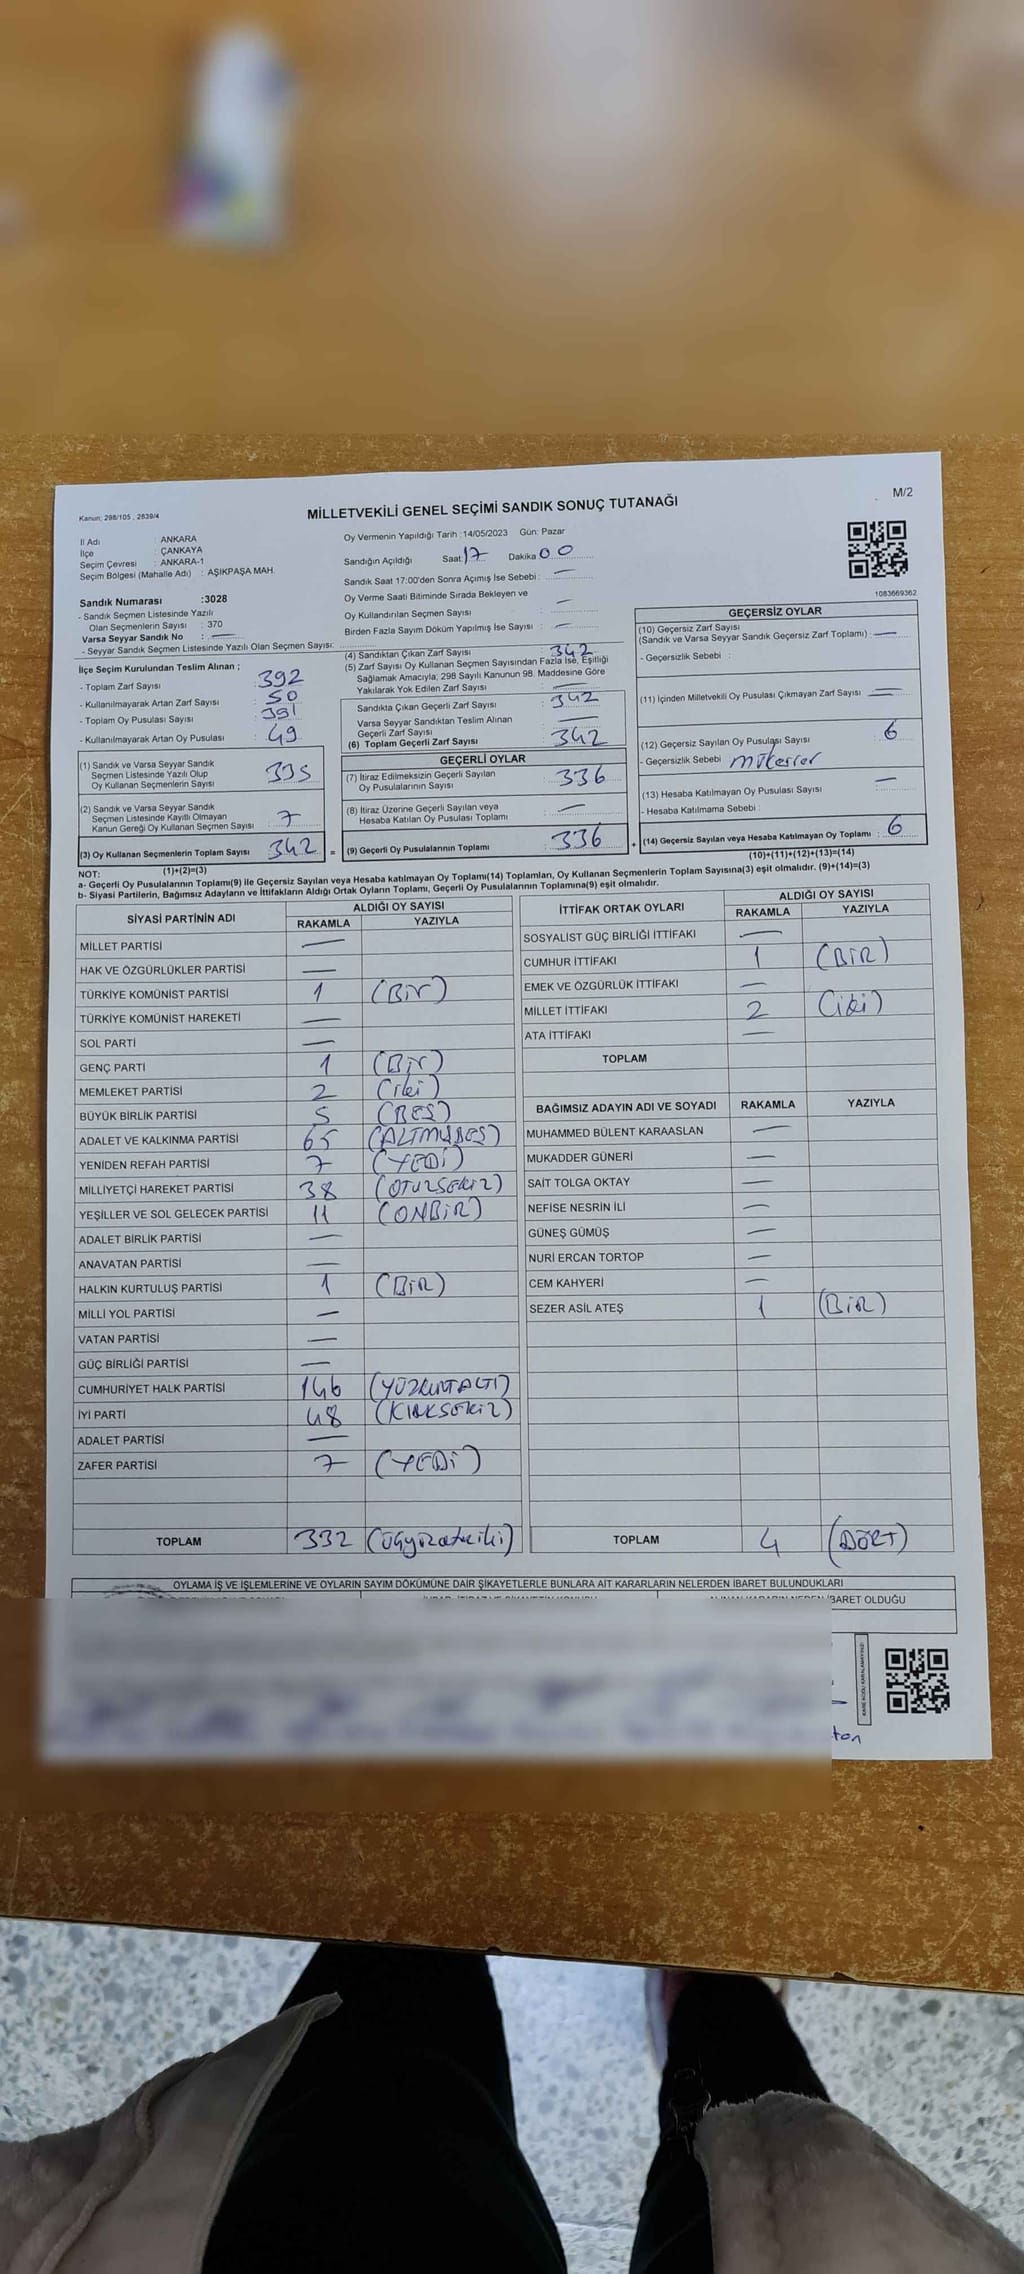 Kanun; 298/105 , 2839/4
MİLLETVEKİLİ GENEL SEÇİMİ SANDIK SONUÇ TUTANAĞI
M/2
İl Adı : ANKARA
İlçe : ÇANKAYA
Seçim Çevresi : ANKARA-1
Seçim Bölgesi (Mahalle Adı) : AŞIKPAŞA MAH.
Sandık Numarası :3028
- Sandık Seçmen Listesinde Yazılı
Olan Seçmenlerin Sayısı : 370
Varsa Seyyar Sandık No : —
- Seyyar Sandık Seçmen Listesinde Yazılı Olan Seçmen Sayısı:
Oy Vermenin Yapıldığı Tarih :14/05/2023 Gün: Pazar
Sandığın Açıldığı Saat: 17 Dakika 00
Sandık Saat 17:00'den Sonra Açımış İse Sebebi : —
Oy Verme Saati Bitiminde Sırada Bekleyen ve
Oy Kullandırılan Seçmen Sayısı : —
Birden Fazla Sayım Döküm Yapılmış İse Sayısı : —
1083669362
İlçe Seçim Kurulundan Teslim Alınan ;
- Toplam Zarf Sayısı : 392
- Kullanılmayarak Artan Zarf Sayısı : 50
- Toplam Oy Pusulası Sayısı : 391
- Kullanılmayarak Artan Oy Pusulası : 49
(1) Sandık ve Varsa Seyyar Sandık
Seçmen Listesinde Yazılı Olup
Oy Kullanan Seçmenlerin Sayısı : 335
(2) Sandık ve Varsa Seyyar Sandık
Seçmen Listesinde Kayıtlı Olmayan
Kanun Gereği Oy Kullanan Seçmen Sayısı : 7
(3) Oy Kullanan Seçmenlerin Toplam Sayısı : 342 =
(1)+(2)=(3)
(4) Sandıktan Çıkan Zarf Sayısı : 342
(5) Zarf Sayısı Oy Kullanan Seçmen Sayısından Fazla İse, Eşitliği
Sağlamak Amacıyla; 298 Sayılı Kanunun 98. Maddesine Göre
Yakılarak Yok Edilen Zarf Sayısı : —
Sandıkta Çıkan Geçerli Zarf Sayısı : 342
Varsa Seyyar Sandıktan Teslim Alınan
Geçerli Zarf Sayısı : —
(6) Toplam Geçerli Zarf Sayısı : 342
GEÇERLİ OYLAR
(7) İtiraz Edilmeksizin Geçerli Sayılan
Oy Pusulalarının Sayısı : 336
(8) İtiraz Üzerine Geçerli Sayılan veya
Hesaba Katılan Oy Pusulası Toplamı : —
(9) Geçerli Oy Pusulalarının Toplamı : 336 +
GEÇERSİZ OYLAR
(10) Geçersiz Zarf Sayısı
(Sandık ve Varsa Seyyar Sandık Geçersiz Zarf Toplamı) : —
- Geçersizlik Sebebi :
(11) İçinden Milletvekili Oy Pusulası Çıkmayan Zarf Sayısı : —
(12) Geçersiz Sayılan Oy Pusulası Sayısı : 6
- Geçersizlik Sebebi : mükerrer
(13) Hesaba Katılmayan Oy Pusulası Sayısı : —
- Hesaba Katılmama Sebebi :
(14) Geçersiz Sayılan veya Hesaba Katılmayan Oy Toplamı : 6
(10)+(11)+(12)+(13)=(14)
NOT:
a- Geçerli Oy Pusulalarının Toplamı(9) ile Geçersiz Sayılan veya Hesaba katılmayan Oy Toplamı(14) Toplamları, Oy Kullanan Seçmenlerin Toplam Sayısına(3) eşit olmalıdır. (9)+(14)=(3)
b- Siyasi Partilerin, Bağımsız Adayların ve İttifakların Aldığı Ortak Oyların Toplamı, Geçerli Oy Pusulalarının Toplamına(9) eşit olmalıdır.
SİYASİ PARTİNİN ADI ALDIĞI OY SAYISI
RAKAMLA YAZIYLA
MİLLET PARTİSİ —
HAK VE ÖZGÜRLÜKLER PARTİSİ —
TÜRKİYE KOMÜNİST PARTİSİ 1 (Bir)
TÜRKİYE KOMÜNİST HAREKETİ —
SOL PARTİ —
GENÇ PARTİ 1 (Bir)
MEMLEKET PARTİSİ 2 (iki)
BÜYÜK BİRLİK PARTİSİ 5 (BEŞ)
ADALET VE KALKINMA PARTİSİ 65 (ALTMIŞBEŞ)
YENİDEN REFAH PARTİSİ 7 (YEDİ)
MİLLİYETÇİ HAREKET PARTİSİ 38 (OTUZSEKİZ)
YEŞİLLER VE SOL GELECEK PARTİSİ 11 (ONBİR)
ADALET BİRLİK PARTİSİ —
ANAVATAN PARTİSİ —
HALKIN KURTULUŞ PARTİSİ 1 (BİR)
MİLLİ YOL PARTİSİ —
VATAN PARTİSİ —
GÜÇ BİRLİĞİ PARTİSİ —
CUMHURİYET HALK PARTİSİ 146 (YÜZKIRKALTI)
İYİ PARTİ 48 (KIRKSEKİZ)
ADALET PARTİSİ —
ZAFER PARTİSİ 7 (YEDİ)
TOPLAM 332 (üçyüzotuziki)
İTTİFAK ORTAK OYLARI ALDIĞI OY SAYISI
RAKAMLA YAZIYLA
SOSYALİST GÜÇ BİRLİĞİ İTTİFAKI —
CUMHUR İTTİFAKI 1 (BİR)
EMEK VE ÖZGÜRLÜK İTTİFAKI —
MİLLET İTTİFAKI 2 (iki)
ATA İTTİFAKI —
TOPLAM
BAĞIMSIZ ADAYIN ADI VE SOYADI RAKAMLA YAZIYLA
MUHAMMED BÜLENT KARAASLAN —
MUKADDER GÜNERİ —
SAİT TOLGA OKTAY —
NEFİSE NESRİN İLİ —
GÜNEŞ GÜMÜŞ —
NURİ ERCAN TORTOP —
CEM KAHYERİ —
SEZER ASİL ATEŞ 1 (BİR)
TOPLAM 4 (DÖRT)
OYLAMA İŞ VE İŞLEMLERİNE VE OYLARIN SAYIM DÖKÜMÜNE DAİR ŞİKAYETLERLE BUNLARA AİT KARARLARIN NELERDEN İBARET BULUNDUKLARI
İBARET OLDUĞU
KARE KODU KARALAMAYINIZ!